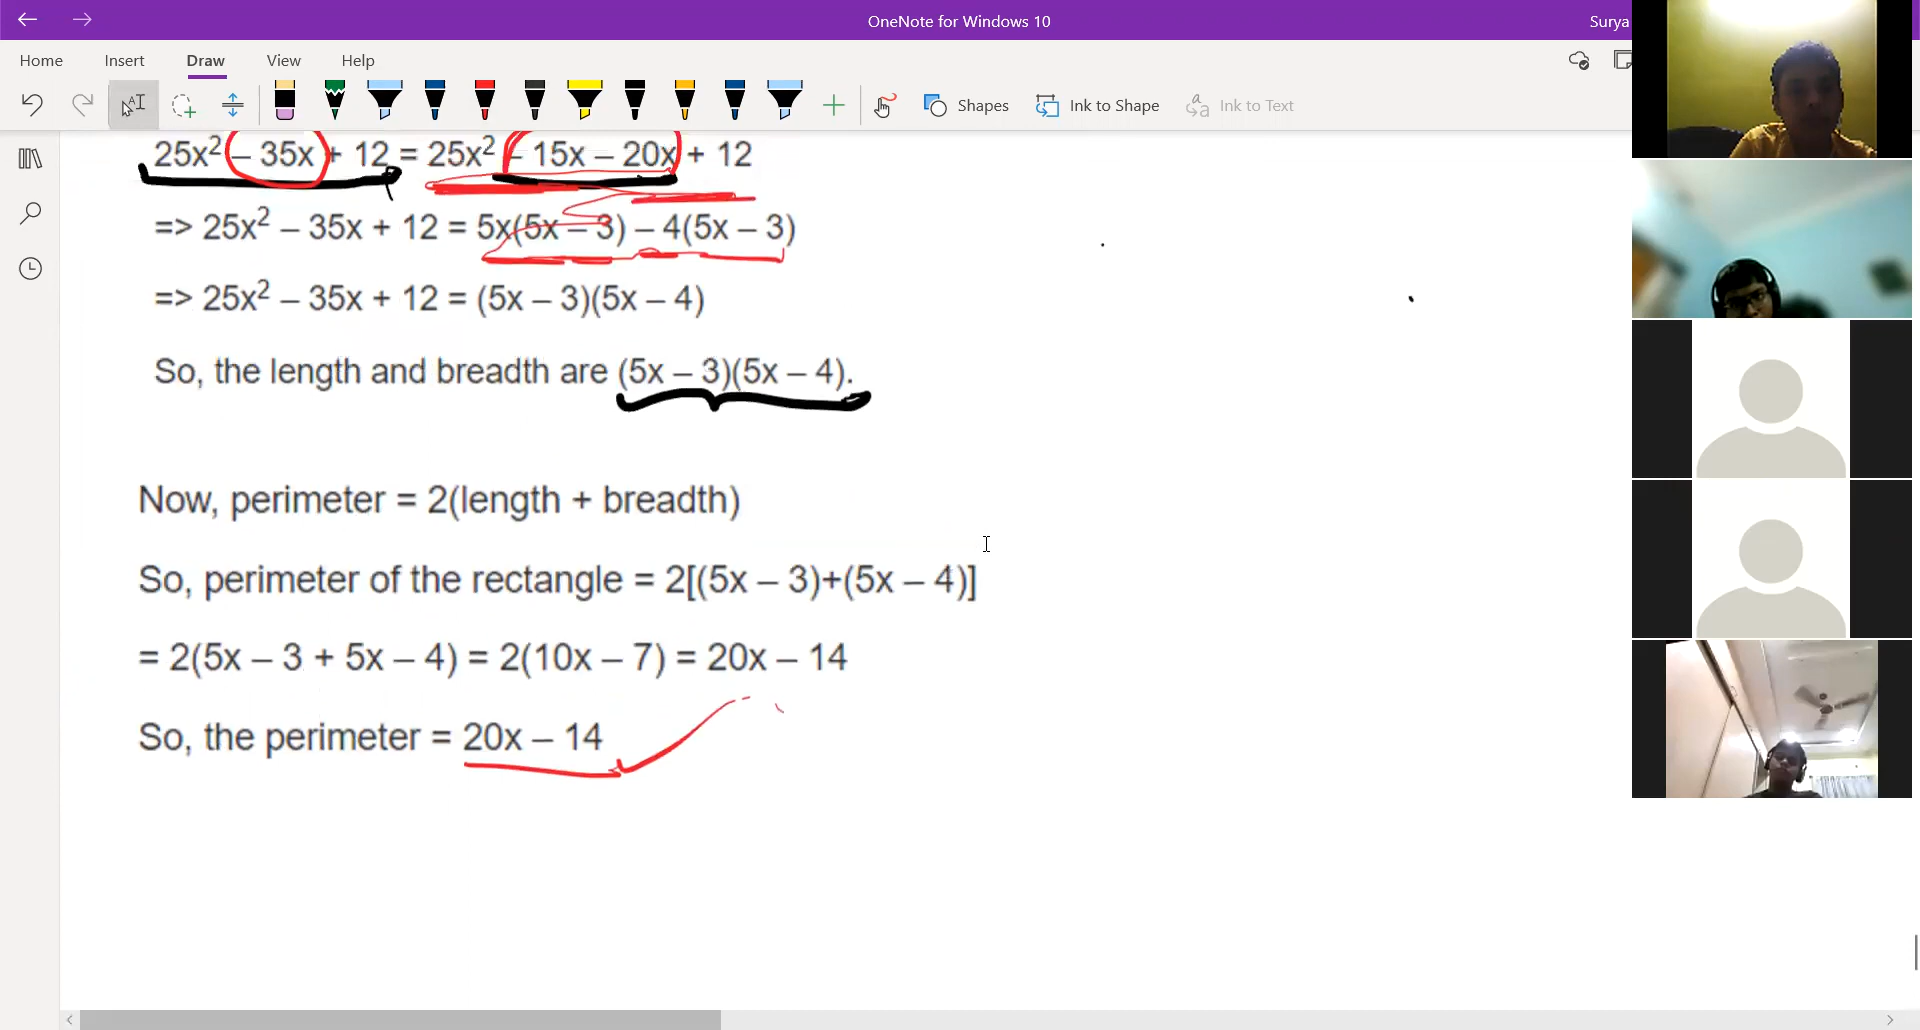 OneNote for Windows 10
Surya
Home Insert Draw View Help
Shapes Ink to Shape Ink to Text
25x² – 35x + 12 = 25x² – 15x – 20x + 12
=> 25x² – 35x + 12 = 5x(5x – 3) – 4(5x – 3)
=> 25x² – 35x + 12 = (5x – 3)(5x – 4)
So, the length and breadth are (5x – 3)(5x – 4).
Now, perimeter = 2(length + breadth)
So, perimeter of the rectangle = 2[(5x – 3)+(5x – 4)]
= 2(5x – 3 + 5x – 4) = 2(10x – 7) = 20x – 14
So, the perimeter = 20x – 14